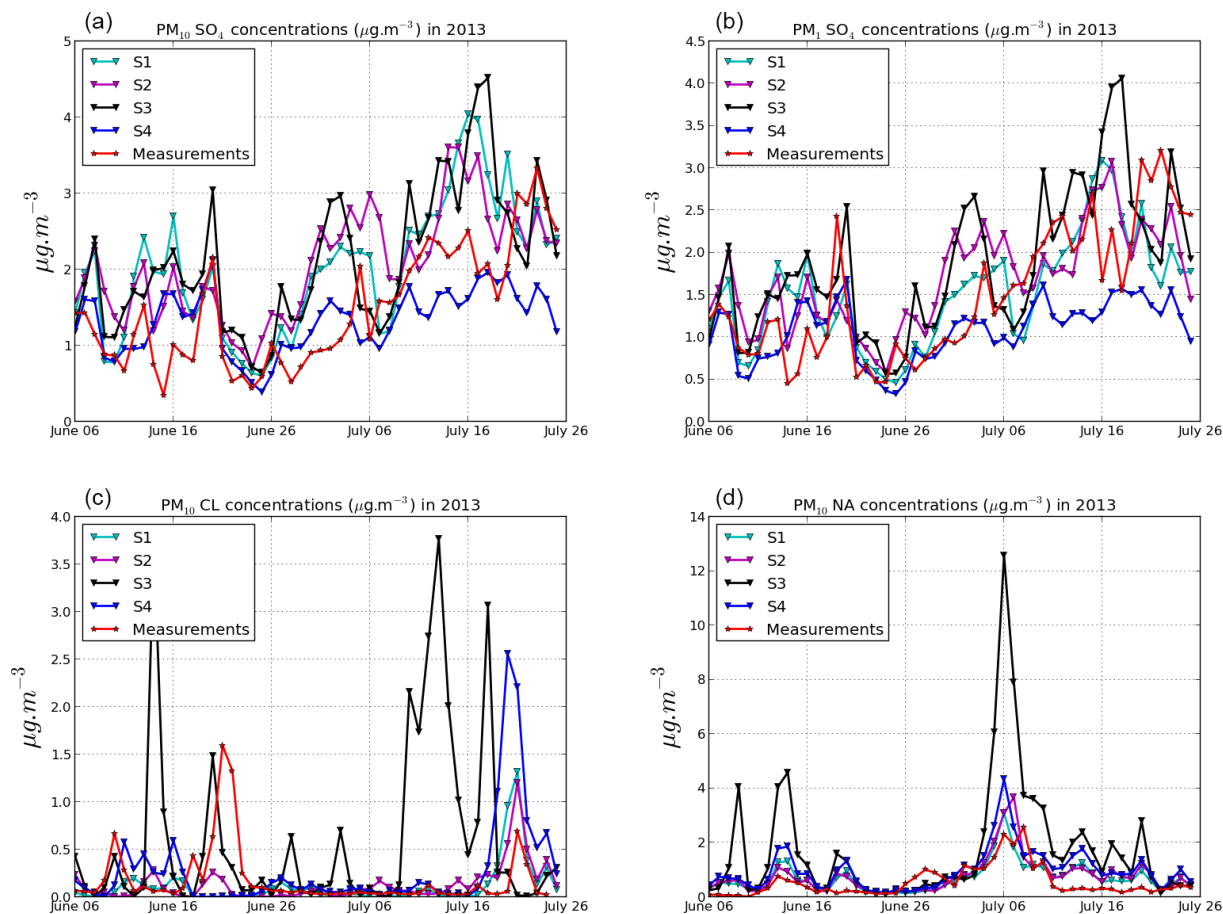 (a)
PM10 SO4 concentrations (μg.m−3) in 2013
5
4
3
2
1
0
μg.m−3
S1
S2
S3
S4
Measurements
June 06 June 16 June 26 July 06 July 16 July 26
(b)
PM1 SO4 concentrations (μg.m−3) in 2013
4.5
4.0
3.5
3.0
2.5
2.0
1.5
1.0
0.5
0.0
μg.m−3
S1
S2
S3
S4
Measurements
June 06 June 16 June 26 July 06 July 16 July 26
(c)
PM10 CL concentrations (μg.m−3) in 2013
4.0
3.5
3.0
2.5
2.0
1.5
1.0
0.5
0.0
μg.m−3
S1
S2
S3
S4
Measurements
June 06 June 16 June 26 July 06 July 16 July 26
(d)
PM10 NA concentrations (μg.m−3) in 2013
14
12
10
8
6
4
2
0
μg.m−3
S1
S2
S3
S4
Measurements
June 06 June 16 June 26 July 06 July 16 July 26